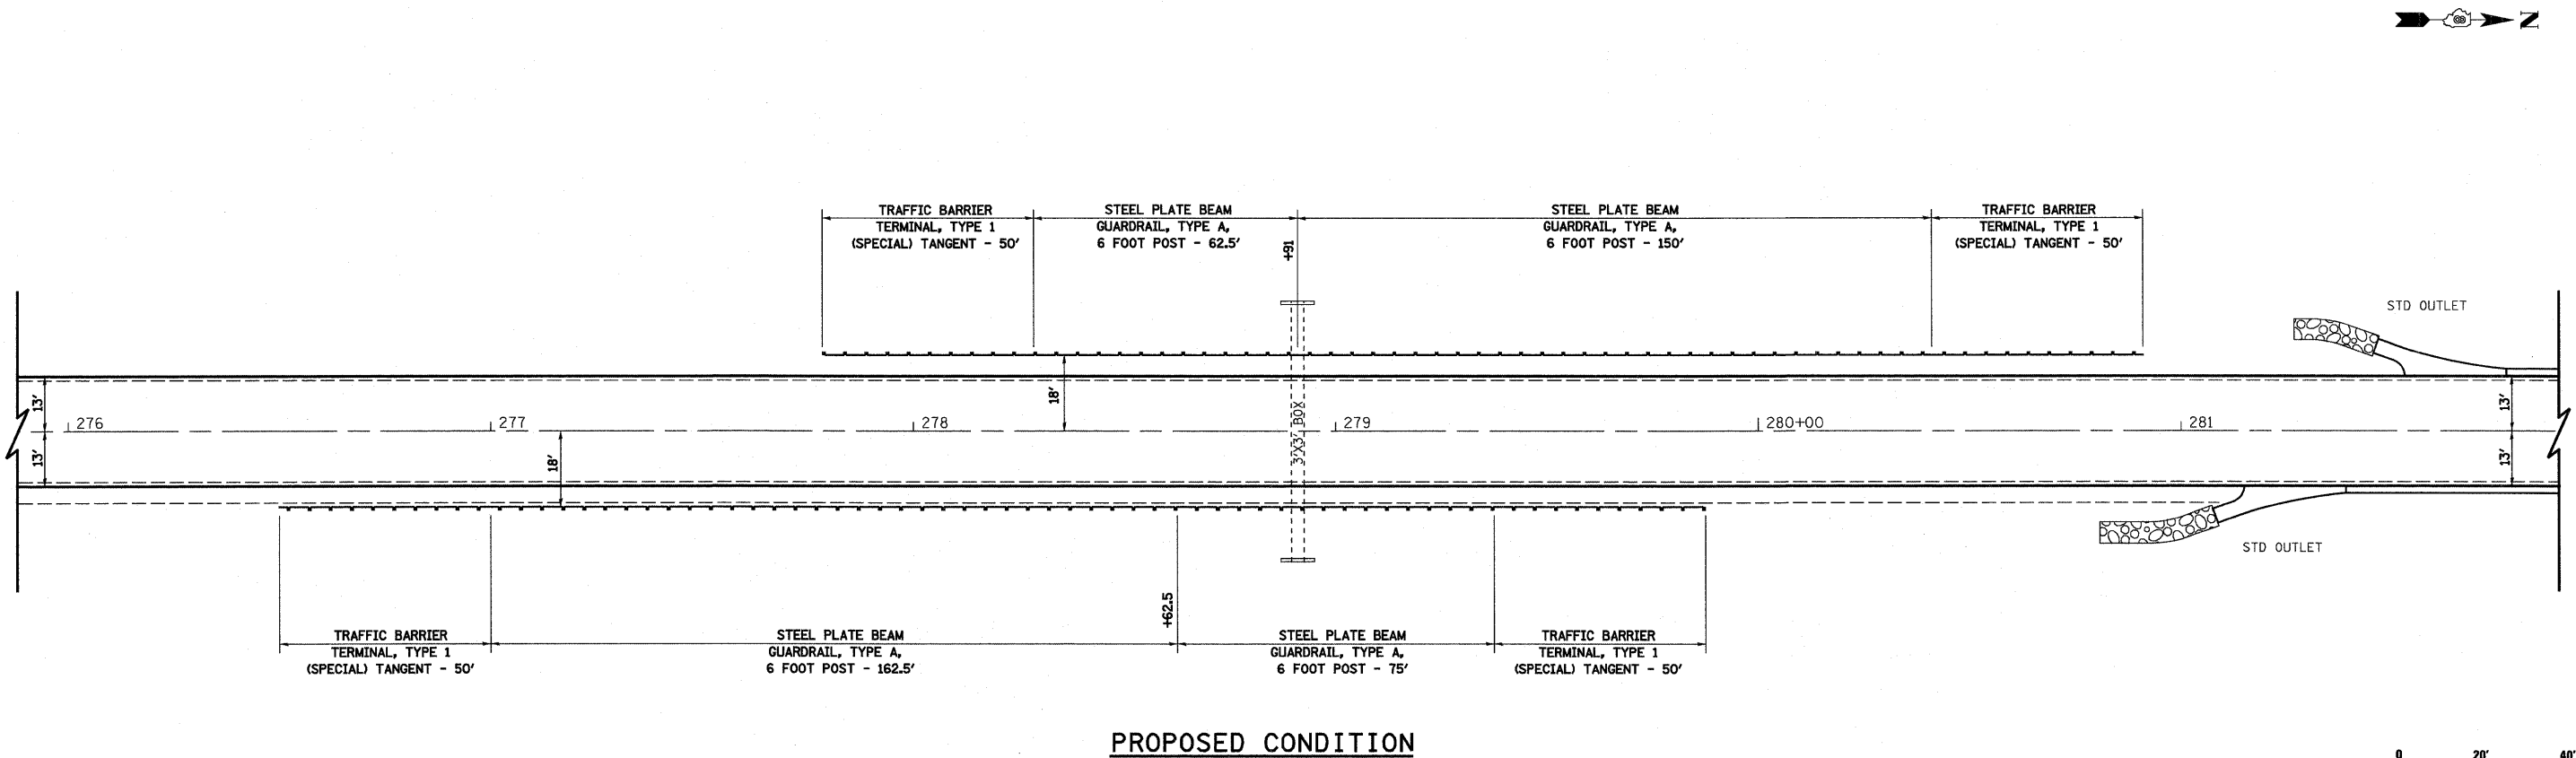 N
TRAFFIC BARRIER
TERMINAL, TYPE 1
(SPECIAL) TANGENT - 50'
STEEL PLATE BEAM
GUARDRAIL, TYPE A,
6 FOOT POST - 62.5'
+91
STEEL PLATE BEAM
GUARDRAIL, TYPE A,
6 FOOT POST - 150'
TRAFFIC BARRIER
TERMINAL, TYPE 1
(SPECIAL) TANGENT - 50'
STD OUTLET
13'
18'
3'X3' BOX
13'
276
277
278
279
280+00
281
13'
18'
13'
STD OUTLET
+62.5
TRAFFIC BARRIER
TERMINAL, TYPE 1
(SPECIAL) TANGENT - 50'
STEEL PLATE BEAM
GUARDRAIL, TYPE A,
6 FOOT POST - 162.5'
STEEL PLATE BEAM
GUARDRAIL, TYPE A,
6 FOOT POST - 75'
TRAFFIC BARRIER
TERMINAL, TYPE 1
(SPECIAL) TANGENT - 50'
PROPOSED CONDITION
0 20' 40'